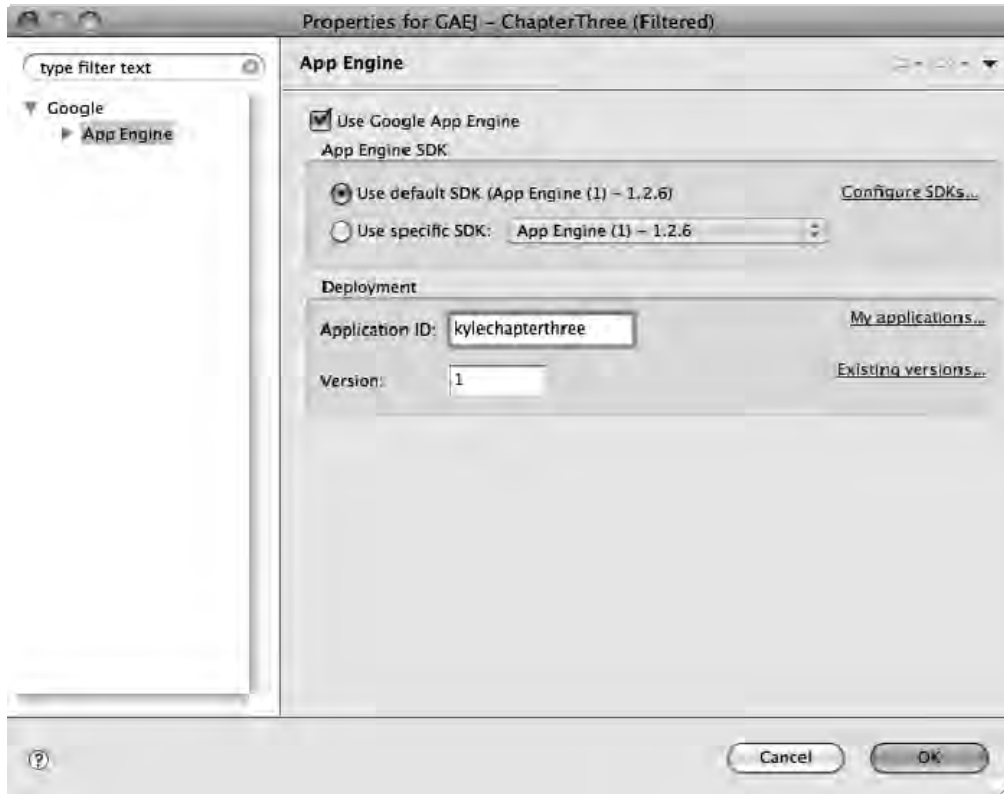 Properties for GAEJ – ChapterThree (Filtered)
type filter text
Google
App Engine
App Engine
Use Google App Engine
App Engine SDK
Use default SDK (App Engine (1) – 1.2.6)
Configure SDKs...
Use specific SDK:
App Engine (1) – 1.2.6
Deployment
Application ID:
kylechapterthree
My applications...
Version:
1
Existing versions...
?
Cancel
OK